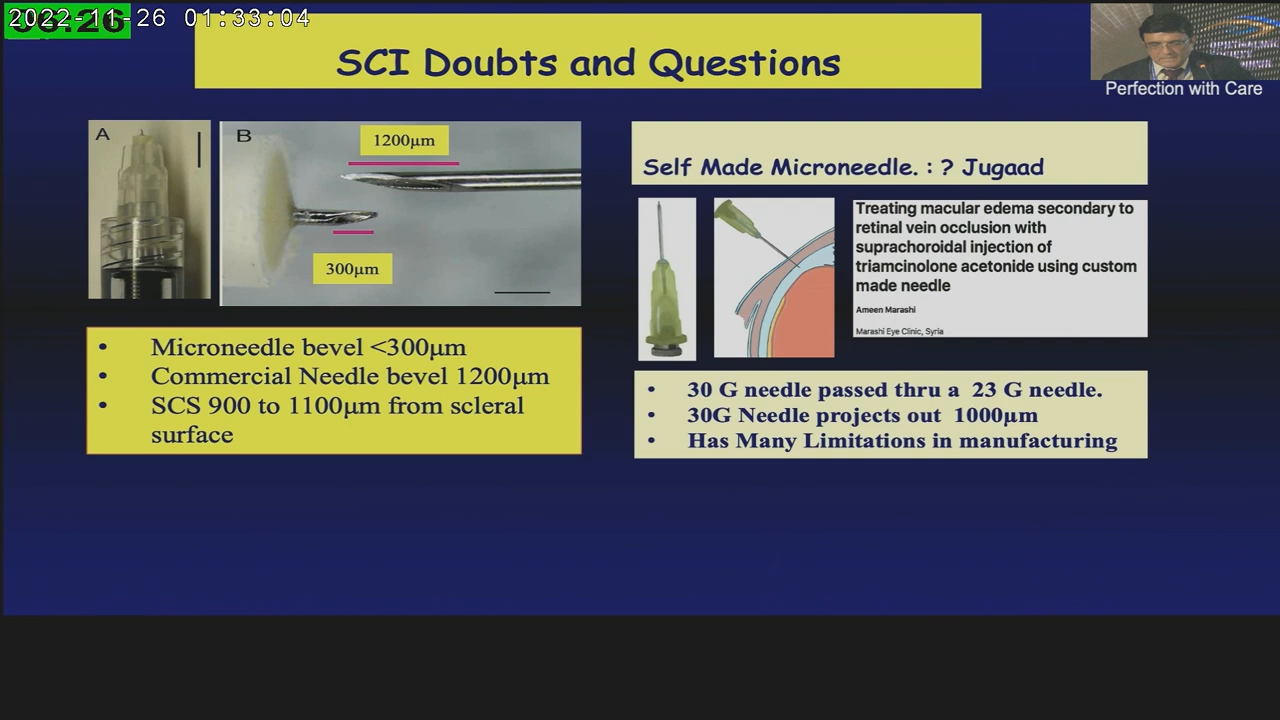 2022-11-26 01:33:04
06:26
SCI Doubts and Questions
Perfection with Care
A
B
1200μm
300μm
Self Made Microneedle. : ? Jugaad
Treating macular edema secondary to
retinal vein occlusion with
suprachoroidal injection of
triamcinolone acetonide using custom
made needle
Ameen Marashi
Marashi Eye Clinic, Syria
• Microneedle bevel <300μm
• Commercial Needle bevel 1200μm
• SCS 900 to 1100μm from scleral
surface
• 30 G needle passed thru a 23 G needle.
• 30G Needle projects out 1000μm
• Has Many Limitations in manufacturing